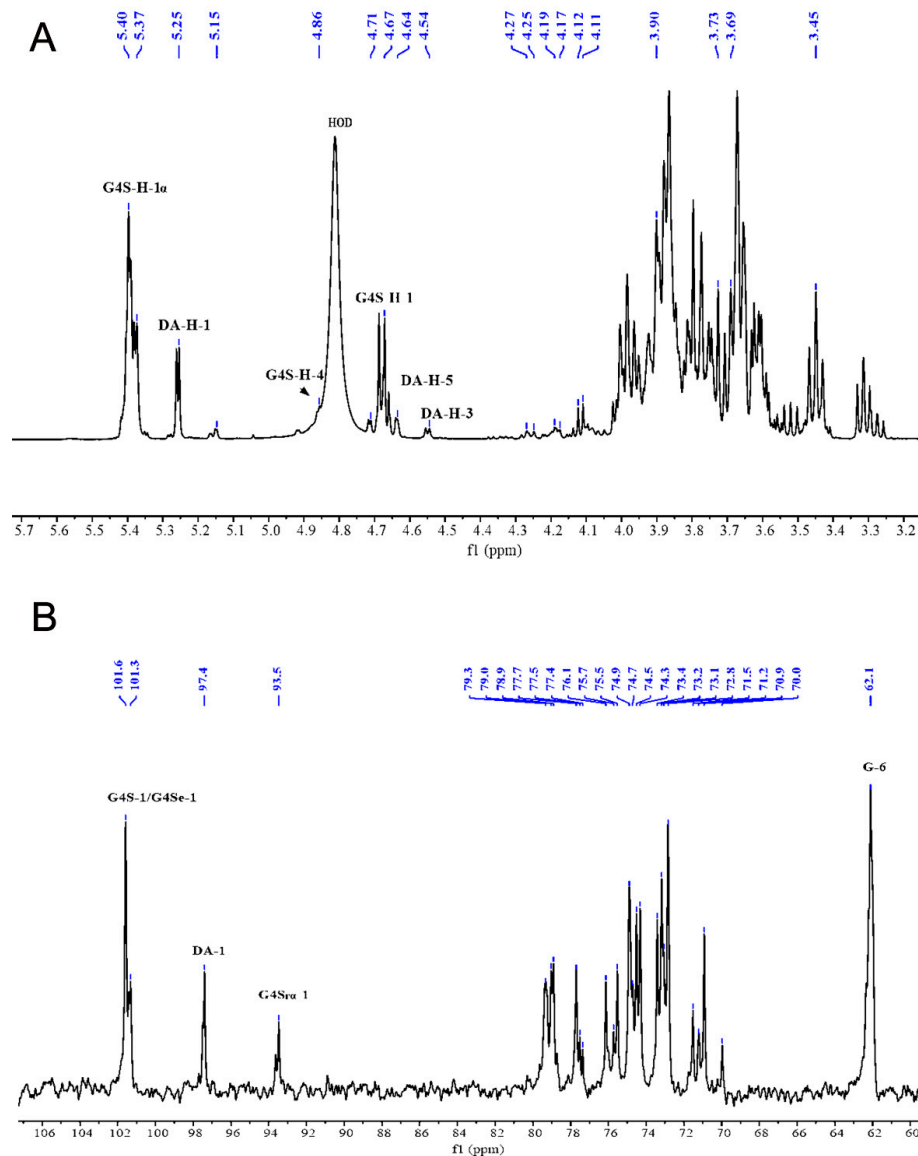 A
5.40 5.37 5.25 5.15 4.86 4.71 4.67 4.64 4.54 4.27 4.25 4.19 4.17 4.12 4.11 3.90 3.73 3.69 3.45
HOD
G4S-H-1α
DA-H-1
G4S H 1
G4S-H-4
DA-H-5
DA-H-3
5.7 5.6 5.5 5.4 5.3 5.2 5.1 5.0 4.9 4.8 4.7 4.6 4.5 4.4 4.3 4.2 4.1 4.0 3.9 3.8 3.7 3.6 3.5 3.4 3.3 3.2
f1 (ppm)
B
101.6 101.3 97.4 93.5 79.3 79.0 78.9 77.7 77.5 77.4 76.1 75.7 75.5 74.9 74.7 74.5 74.3 73.4 73.2 73.1 72.8 71.5 71.2 70.9 70.0 62.1
G-6
G4S-1/G4Se-1
DA-1
G4Srα 1
106 104 102 100 98 96 94 92 90 88 86 84 82 80 78 76 74 72 70 68 66 64 62 60
f1 (ppm)